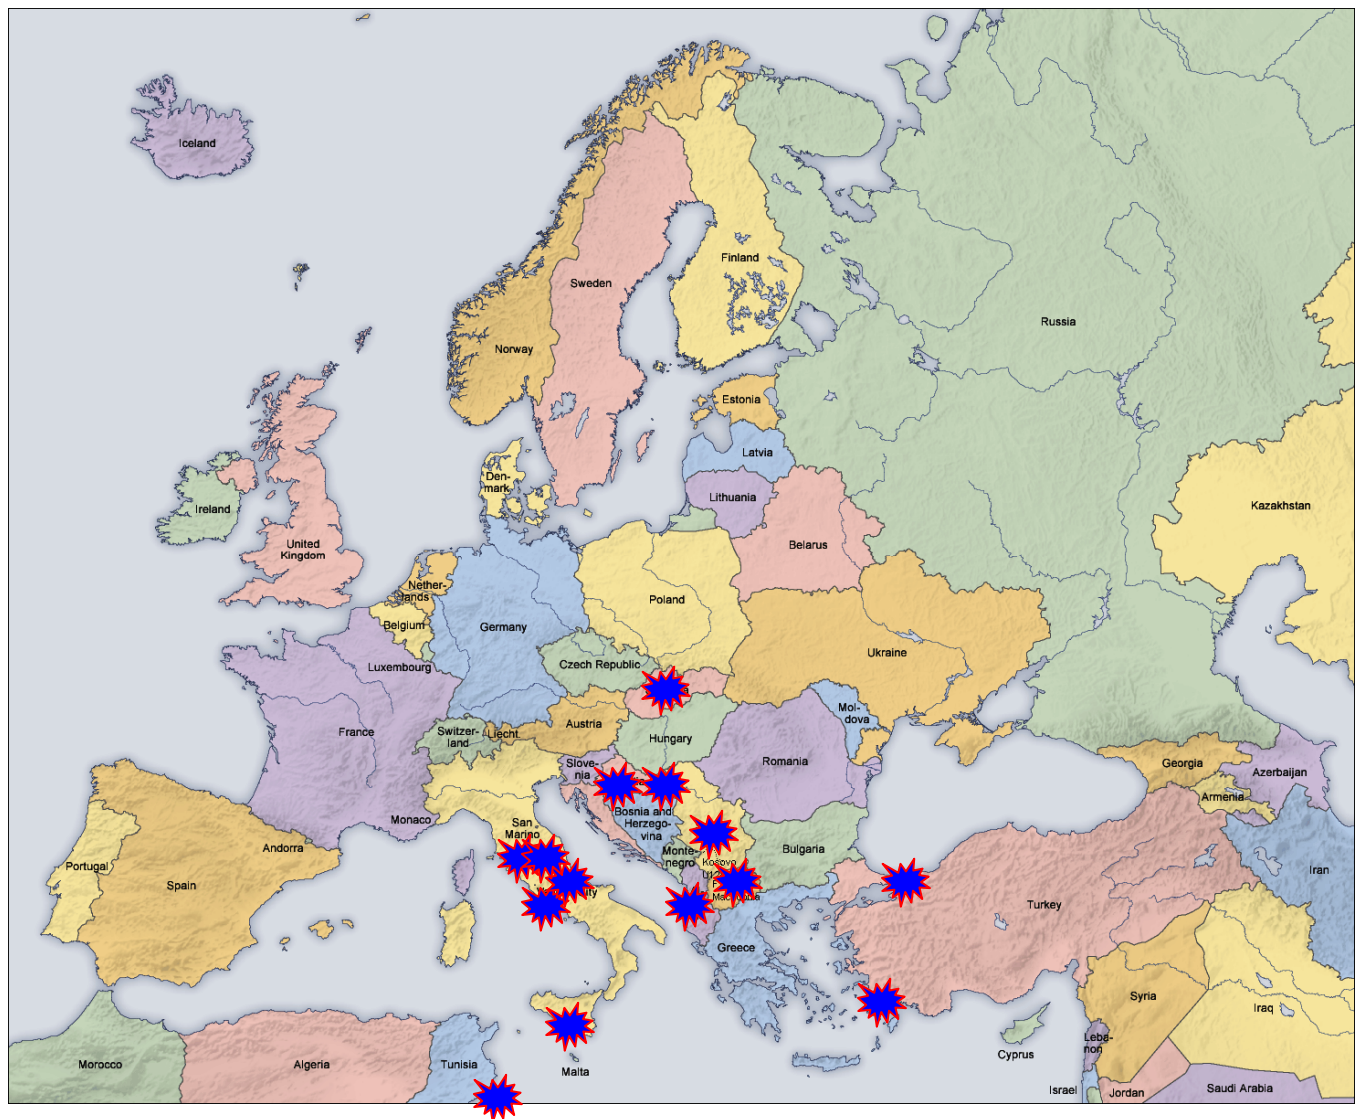 Iceland
Finland
Sweden
Norway
Russia
Estonia
Latvia
Den-
mark
Lithuania
Ireland
Kazakhstan
United
Kingdom
Belarus
Nether-
lands
Poland
Belgium
Germany
Ukraine
Czech Republic
Luxembourg
Mol-
dova
Austria
France
Switzer-
land
Liecht.
Hungary
Slove-
nia
Romania
Georgia
Azerbaijan
Armenia
Monaco
San
Marino
Bosnia and
Herzego-
vina
Andorra
Monte-
negro
Bulgaria
Kosovo
Portugal
Spain
Iran
Turkey
Greece
Syria
Iraq
Morocco
Algeria
Tunisia
Malta
Cyprus
Leba-
non
Israel
Jordan
Saudi Arabia